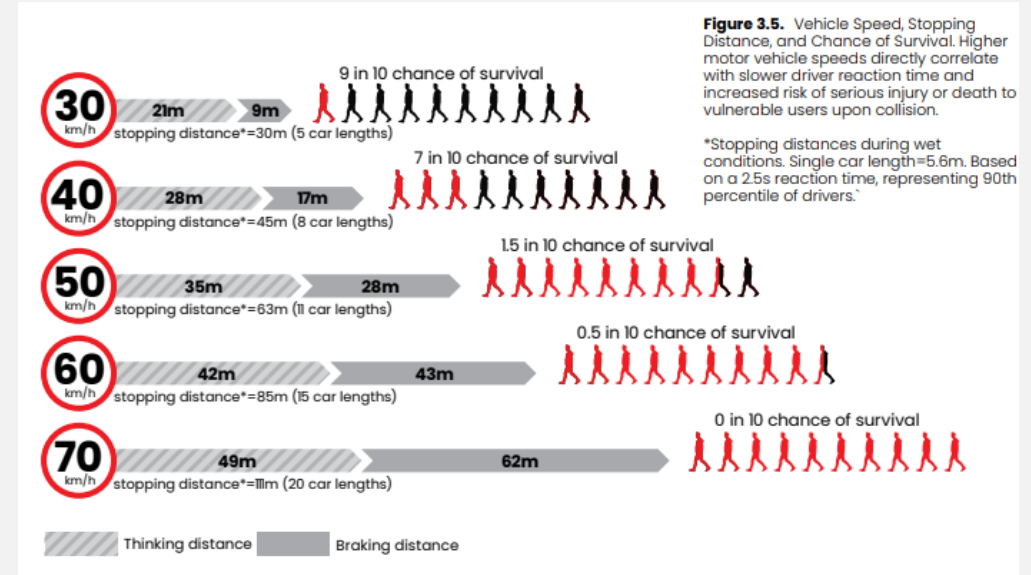 Figure 3.5. Vehicle Speed, Stopping
Distance, and Chance of Survival. Higher
motor vehicle speeds directly correlate
with slower driver reaction time and
increased risk of serious injury or death to
vulnerable users upon collision.
*Stopping distances during wet
conditions. Single car length=5.6m. Based
on a 2.5s reaction time, representing 90th
percentile of drivers.`
9 in 10 chance of survival
30
km/h
21m
9m
stopping distance*=30m (5 car lengths)
7 in 10 chance of survival
40
km/h
28m
17m
stopping distance*=45m (8 car lengths)
1.5 in 10 chance of survival
50
km/h
35m
28m
stopping distance*=63m (11 car lengths)
0.5 in 10 chance of survival
60
km/h
42m
43m
stopping distance*=85m (15 car lengths)
0 in 10 chance of survival
70
km/h
49m
62m
stopping distance*=111m (20 car lengths)
Thinking distance
Braking distance